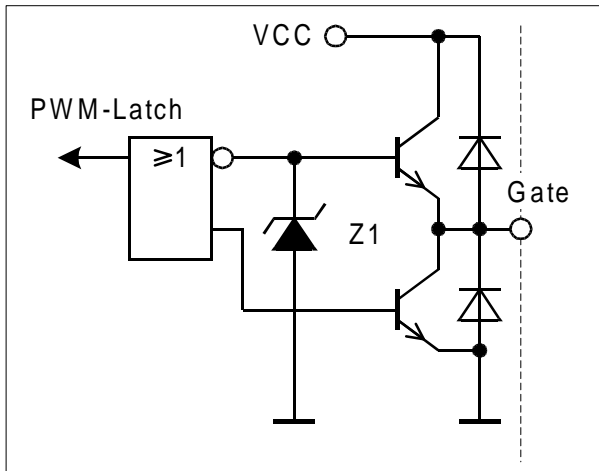 VCC
PWM-Latch
≥1
Gate
Z1